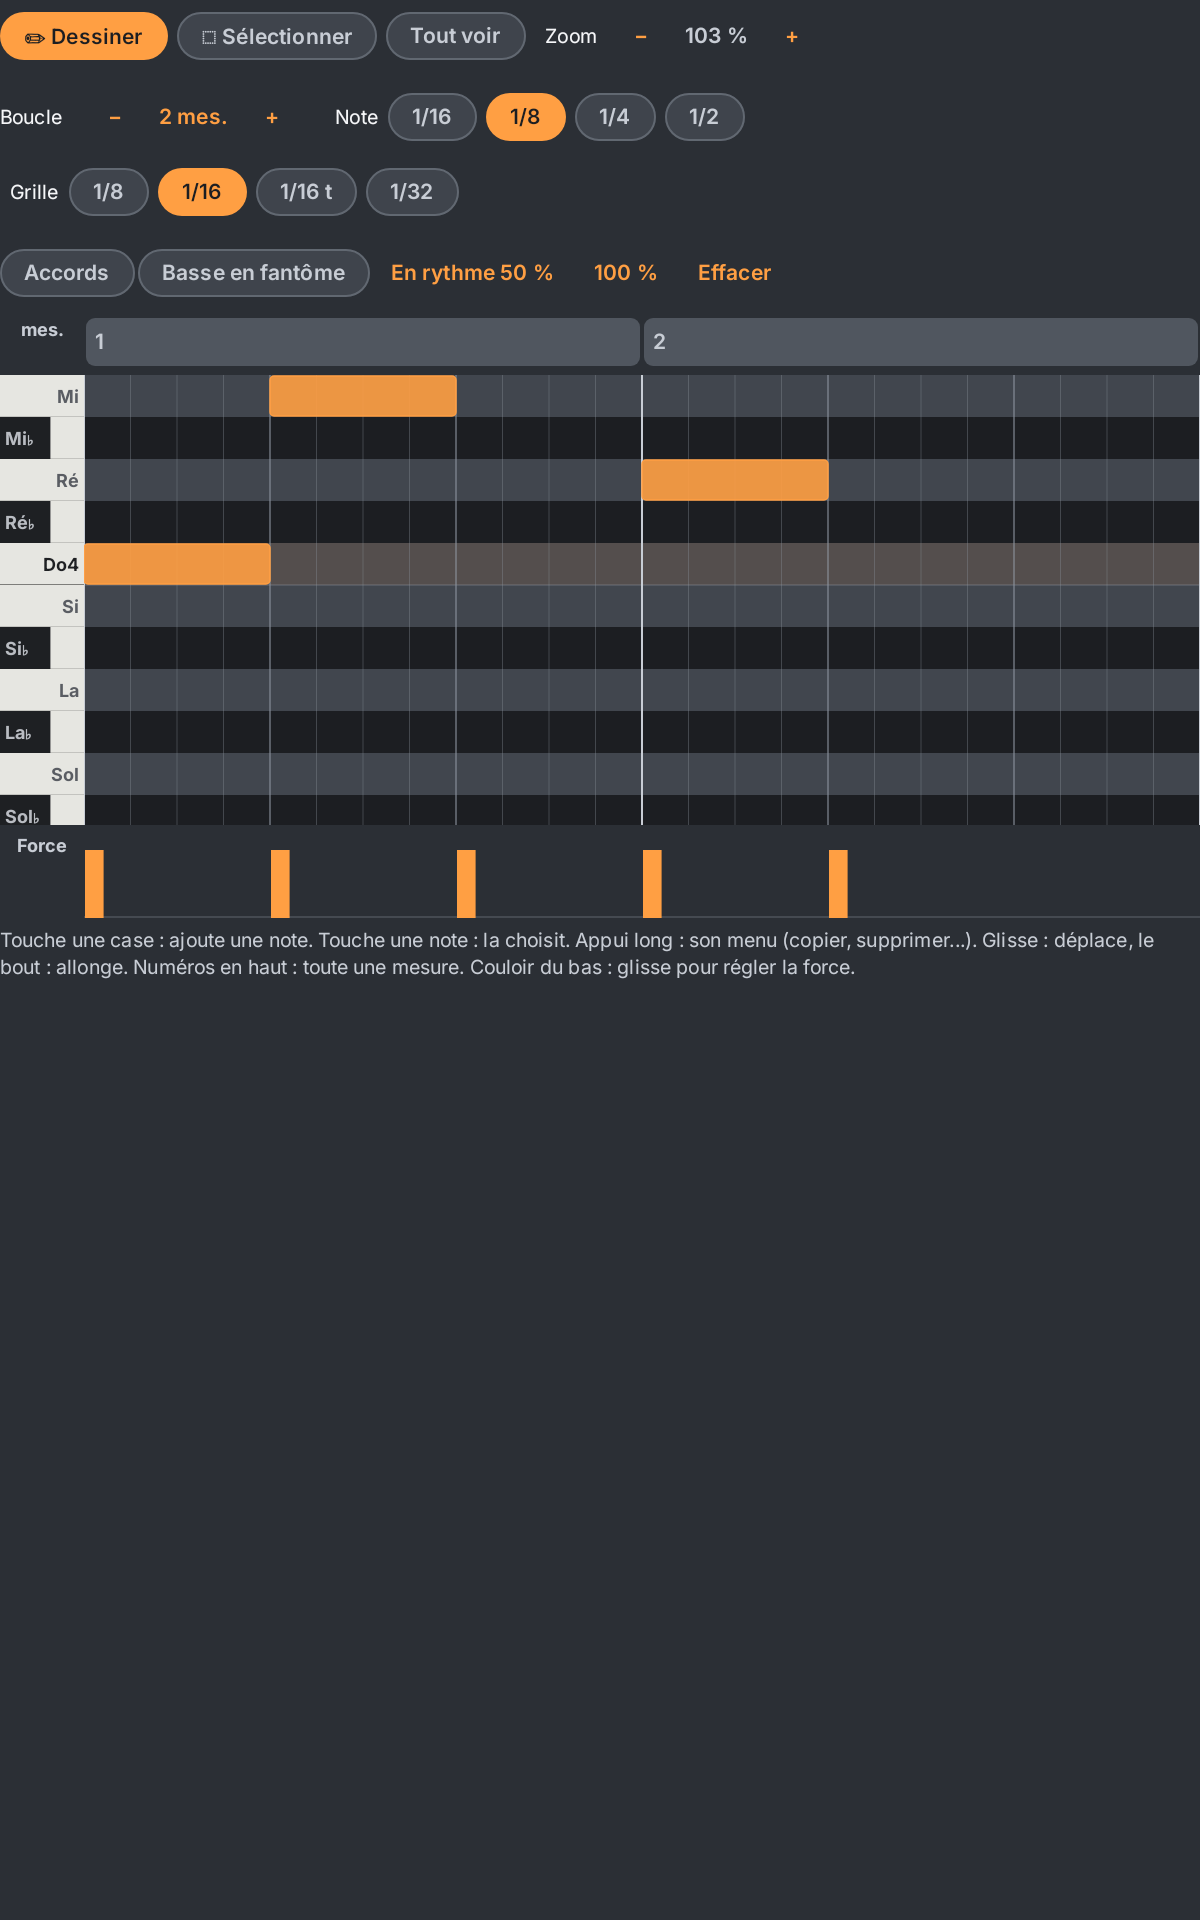 ✏ Dessiner ⬚ Sélectionner Tout voir Zoom – 103 % +
Boucle – 2 mes. + Note 1/16 1/8 1/4 1/2
Grille 1/8 1/16 1/16 t 1/32
Accords Basse en fantôme En rythme 50 % 100 % Effacer
mes. 1 2
Mi
Mi♭
Ré
Ré♭
Do4
Si
Si♭
La
La♭
Sol
Sol♭
Force
Touche une case : ajoute une note. Touche une note : la choisit. Appui long : son menu (copier, supprimer...). Glisse : déplace, le
bout : allonge. Numéros en haut : toute une mesure. Couloir du bas : glisse pour régler la force.